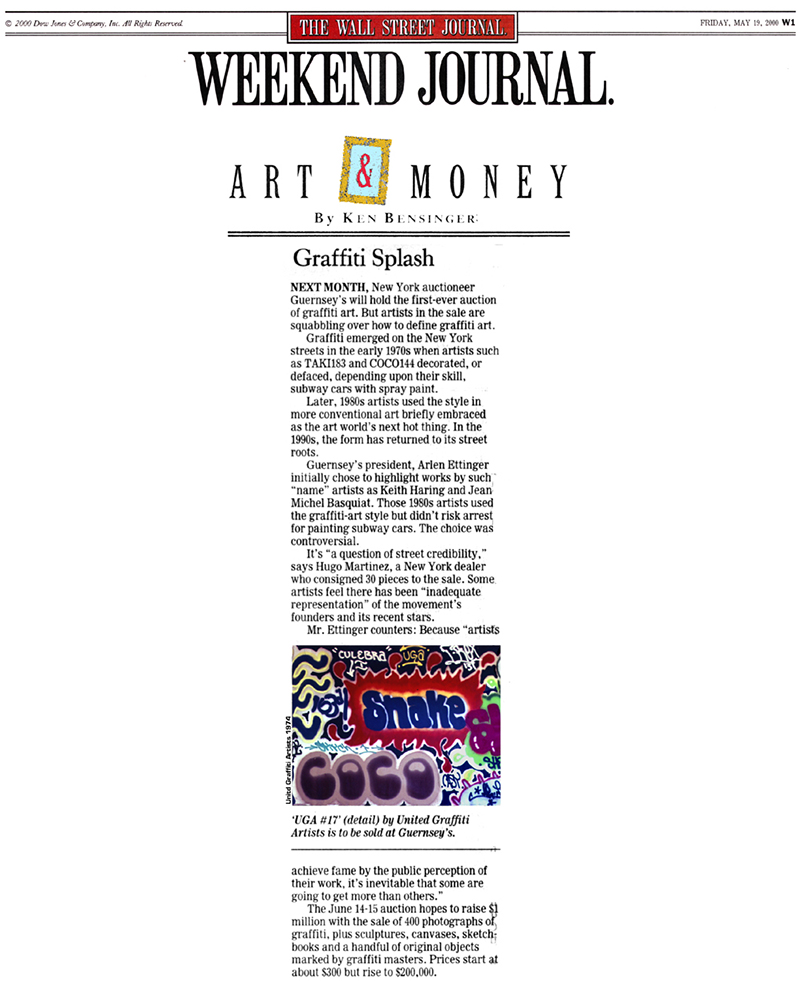 © 2000 Dow Jones & Company, Inc. All Rights Reserved.
THE WALL STREET JOURNAL.
FRIDAY, MAY 19, 2000 W1
WEEKEND JOURNAL.
ART & MONEY
By KEN BENSINGER
Graffiti Splash
NEXT MONTH, New York auctioneer
Guernsey's will hold the first-ever auction
of graffiti art. But artists in the sale are
squabbling over how to define graffiti art.
Graffiti emerged on the New York
streets in the early 1970s when artists such
as TAKI183 and COCO144 decorated, or
defaced, depending upon their skill,
subway cars with spray paint.
Later, 1980s artists used the style in
more conventional art briefly embraced
as the art world's next hot thing. In the
1990s, the form has returned to its street
roots.
Guernsey's president, Arlen Ettinger
initially chose to highlight works by such
"name" artists as Keith Haring and Jean
Michel Basquiat. Those 1980s artists used
the graffiti-art style but didn't risk arrest
for painting subway cars. The choice was
controversial.
It's "a question of street credibility,"
says Hugo Martinez, a New York dealer
who consigned 30 pieces to the sale. Some
artists feel there has been "inadequate
representation" of the movement's
founders and its recent stars.
Mr. Ettinger counters: Because "artists
"CULEBRA"
UGA
Snake
COCO
Unitd Graffiti Artists 1974
'UGA #17' (detail) by United Graffiti
Artists is to be sold at Guernsey's.
achieve fame by the public perception of
their work, it's inevitable that some are
going to get more than others."
The June 14-15 auction hopes to raise $1
million with the sale of 400 photographs of
graffiti, plus sculptures, canvases, sketch-
books and a handful of original objects
marked by graffiti masters. Prices start at
about $300 but rise to $200,000.